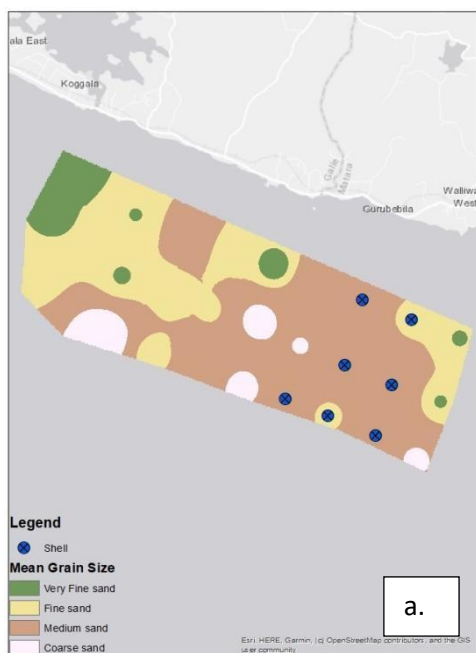 ala East
Koggala
Galle
Matara
Waliwa
West
Gurubebila
Legend
Shell
Mean Grain Size
Very Fine sand
Fine sand
Medium sand
Coarse sand
a.
Esri, HERE, Garmin, (c) OpenStreetMap contributors, and the GIS
user community